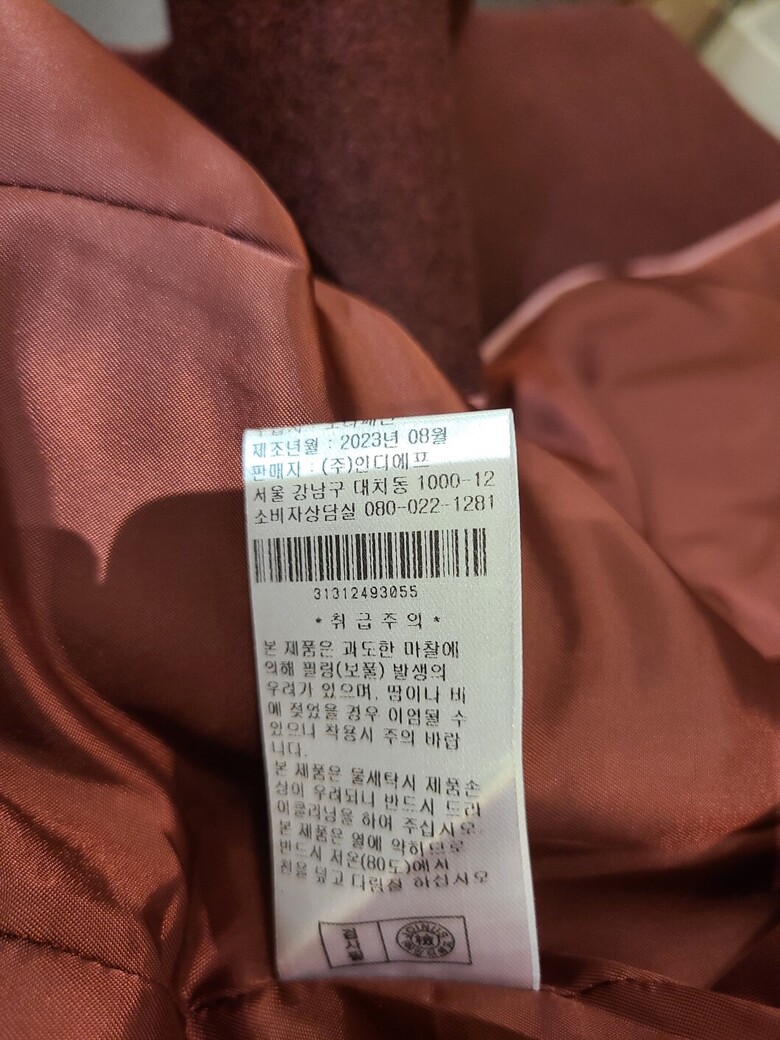 제조년월 : 2023년 08월
판매자 : (주)인디에프
서울 강남구 대치동 1000-12
소비자상담실 080-022-1281
31312493055
* 취 급 주 의 *
본 제품은 과도한 마찰에
의해 필링(보풀) 발생의
우려가 있으며, 땀이나 비
에 젖었을 경우 이염될 수
있으니 착용시 주의 바랍
니다.
본 제품은 물세탁시 제품손
상이 우려되니 반드시 드라
이클리닝을 하여 주십시오.
본 제품은 열에 약하므로
반드시 저온(80도)에서
천을 덮고 다림질 하십시오
검사필
JOINUS